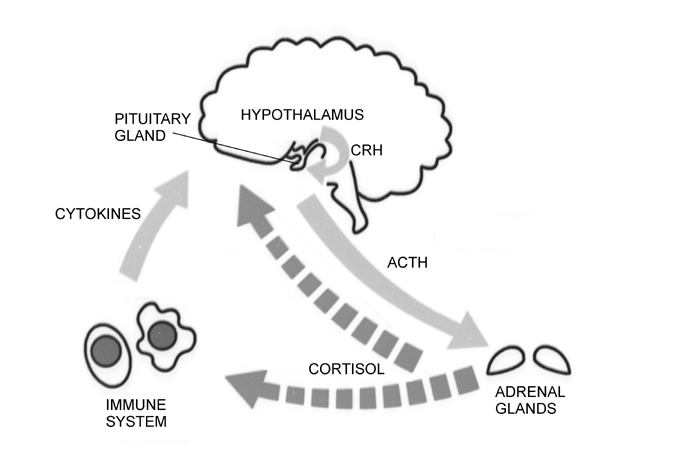 HYPOTHALAMUS
PITUITARY
GLAND
CRH
CYTOKINES
ACTH
CORTISOL
IMMUNE
SYSTEM
ADRENAL
GLANDS